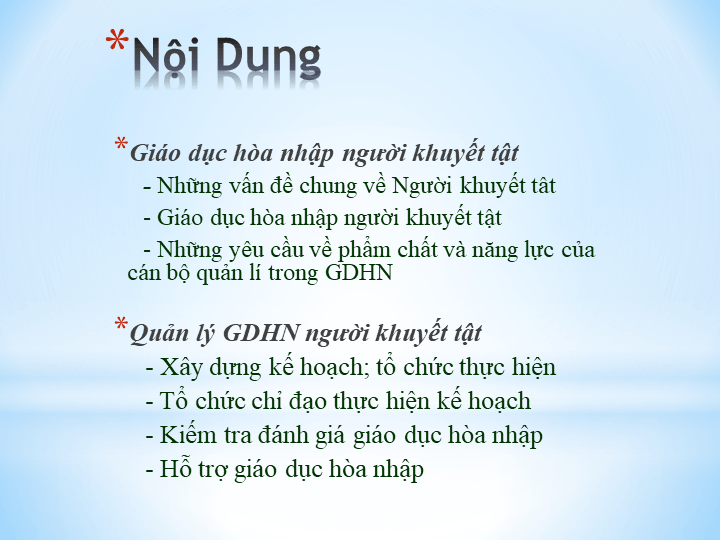 * Nội Dung
* Giáo dục hòa nhập người khuyết tật
- Những vấn đề chung về Người khuyết tât
- Giáo dục hòa nhập người khuyết tật
- Những yêu cầu về phẩm chất và năng lực của
cán bộ quản lí trong GDHN
* Quản lý GDHN người khuyết tật
- Xây dựng kế hoạch; tổ chức thực hiện
- Tổ chức chỉ đạo thực hiện kế hoạch
- Kiểm tra đánh giá giáo dục hòa nhập
- Hỗ trợ giáo dục hòa nhập